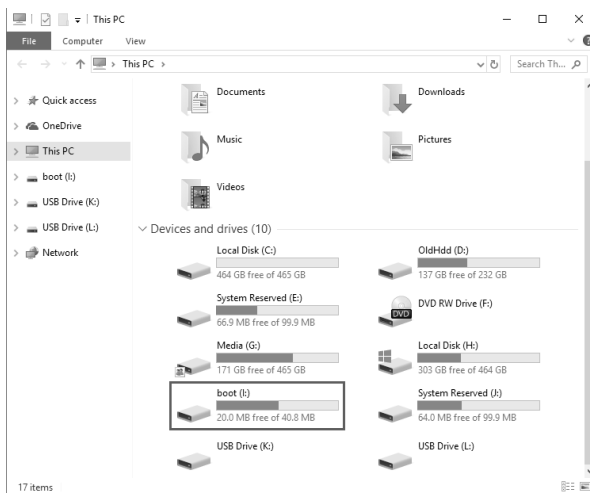 This PC
File Computer View
This PC
Search Th...
Quick access
OneDrive
This PC
boot (I:)
USB Drive (K:)
USB Drive (L:)
Network
Documents Downloads
Music Pictures
Videos
Devices and drives (10)
Local Disk (C:) OldHdd (D:)
464 GB free of 465 GB 137 GB free of 232 GB
System Reserved (E:) DVD RW Drive (F:)
DVD
66.9 MB free of 99.9 MB
Media (G:) Local Disk (H:)
171 GB free of 465 GB 303 GB free of 464 GB
boot (I:) System Reserved (J:)
20.0 MB free of 40.8 MB 64.0 MB free of 99.9 MB
USB Drive (K:) USB Drive (L:)
17 items